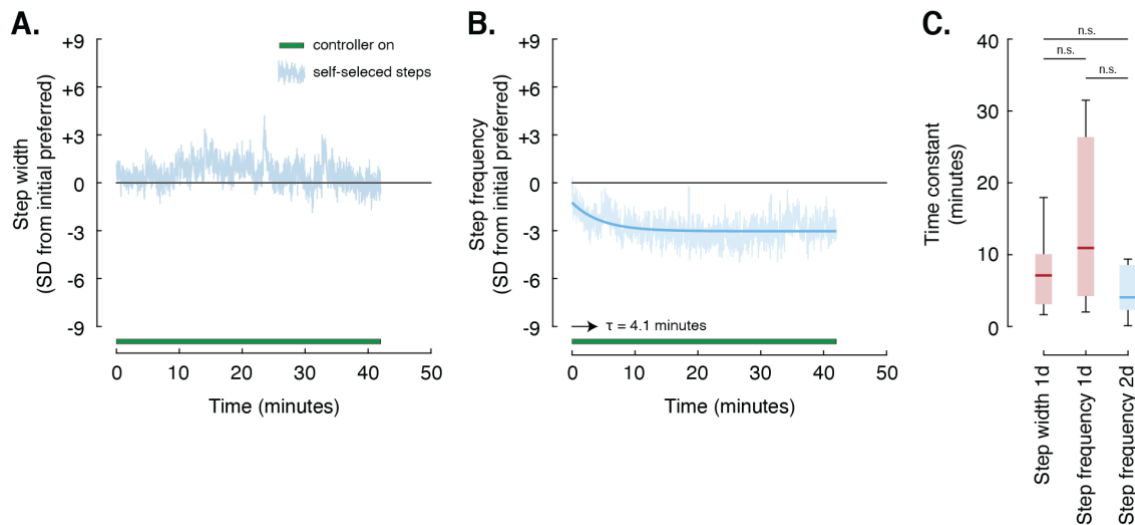 A.
+9
+6
+3
0
-3
-6
-9
Step width
(SD from initial preferred)
controller on
self-seleced steps
0 10 20 30 40 50
Time (minutes)
B.
+9
+6
+3
0
-3
-6
-9
Step frequency
(SD from initial preferred)
τ = 4.1 minutes
0 10 20 30 40 50
Time (minutes)
C.
40
30
20
10
0
Time constant
(minutes)
n.s.
n.s.
n.s.
Step width 1d
Step frequency 1d
Step frequency 2d